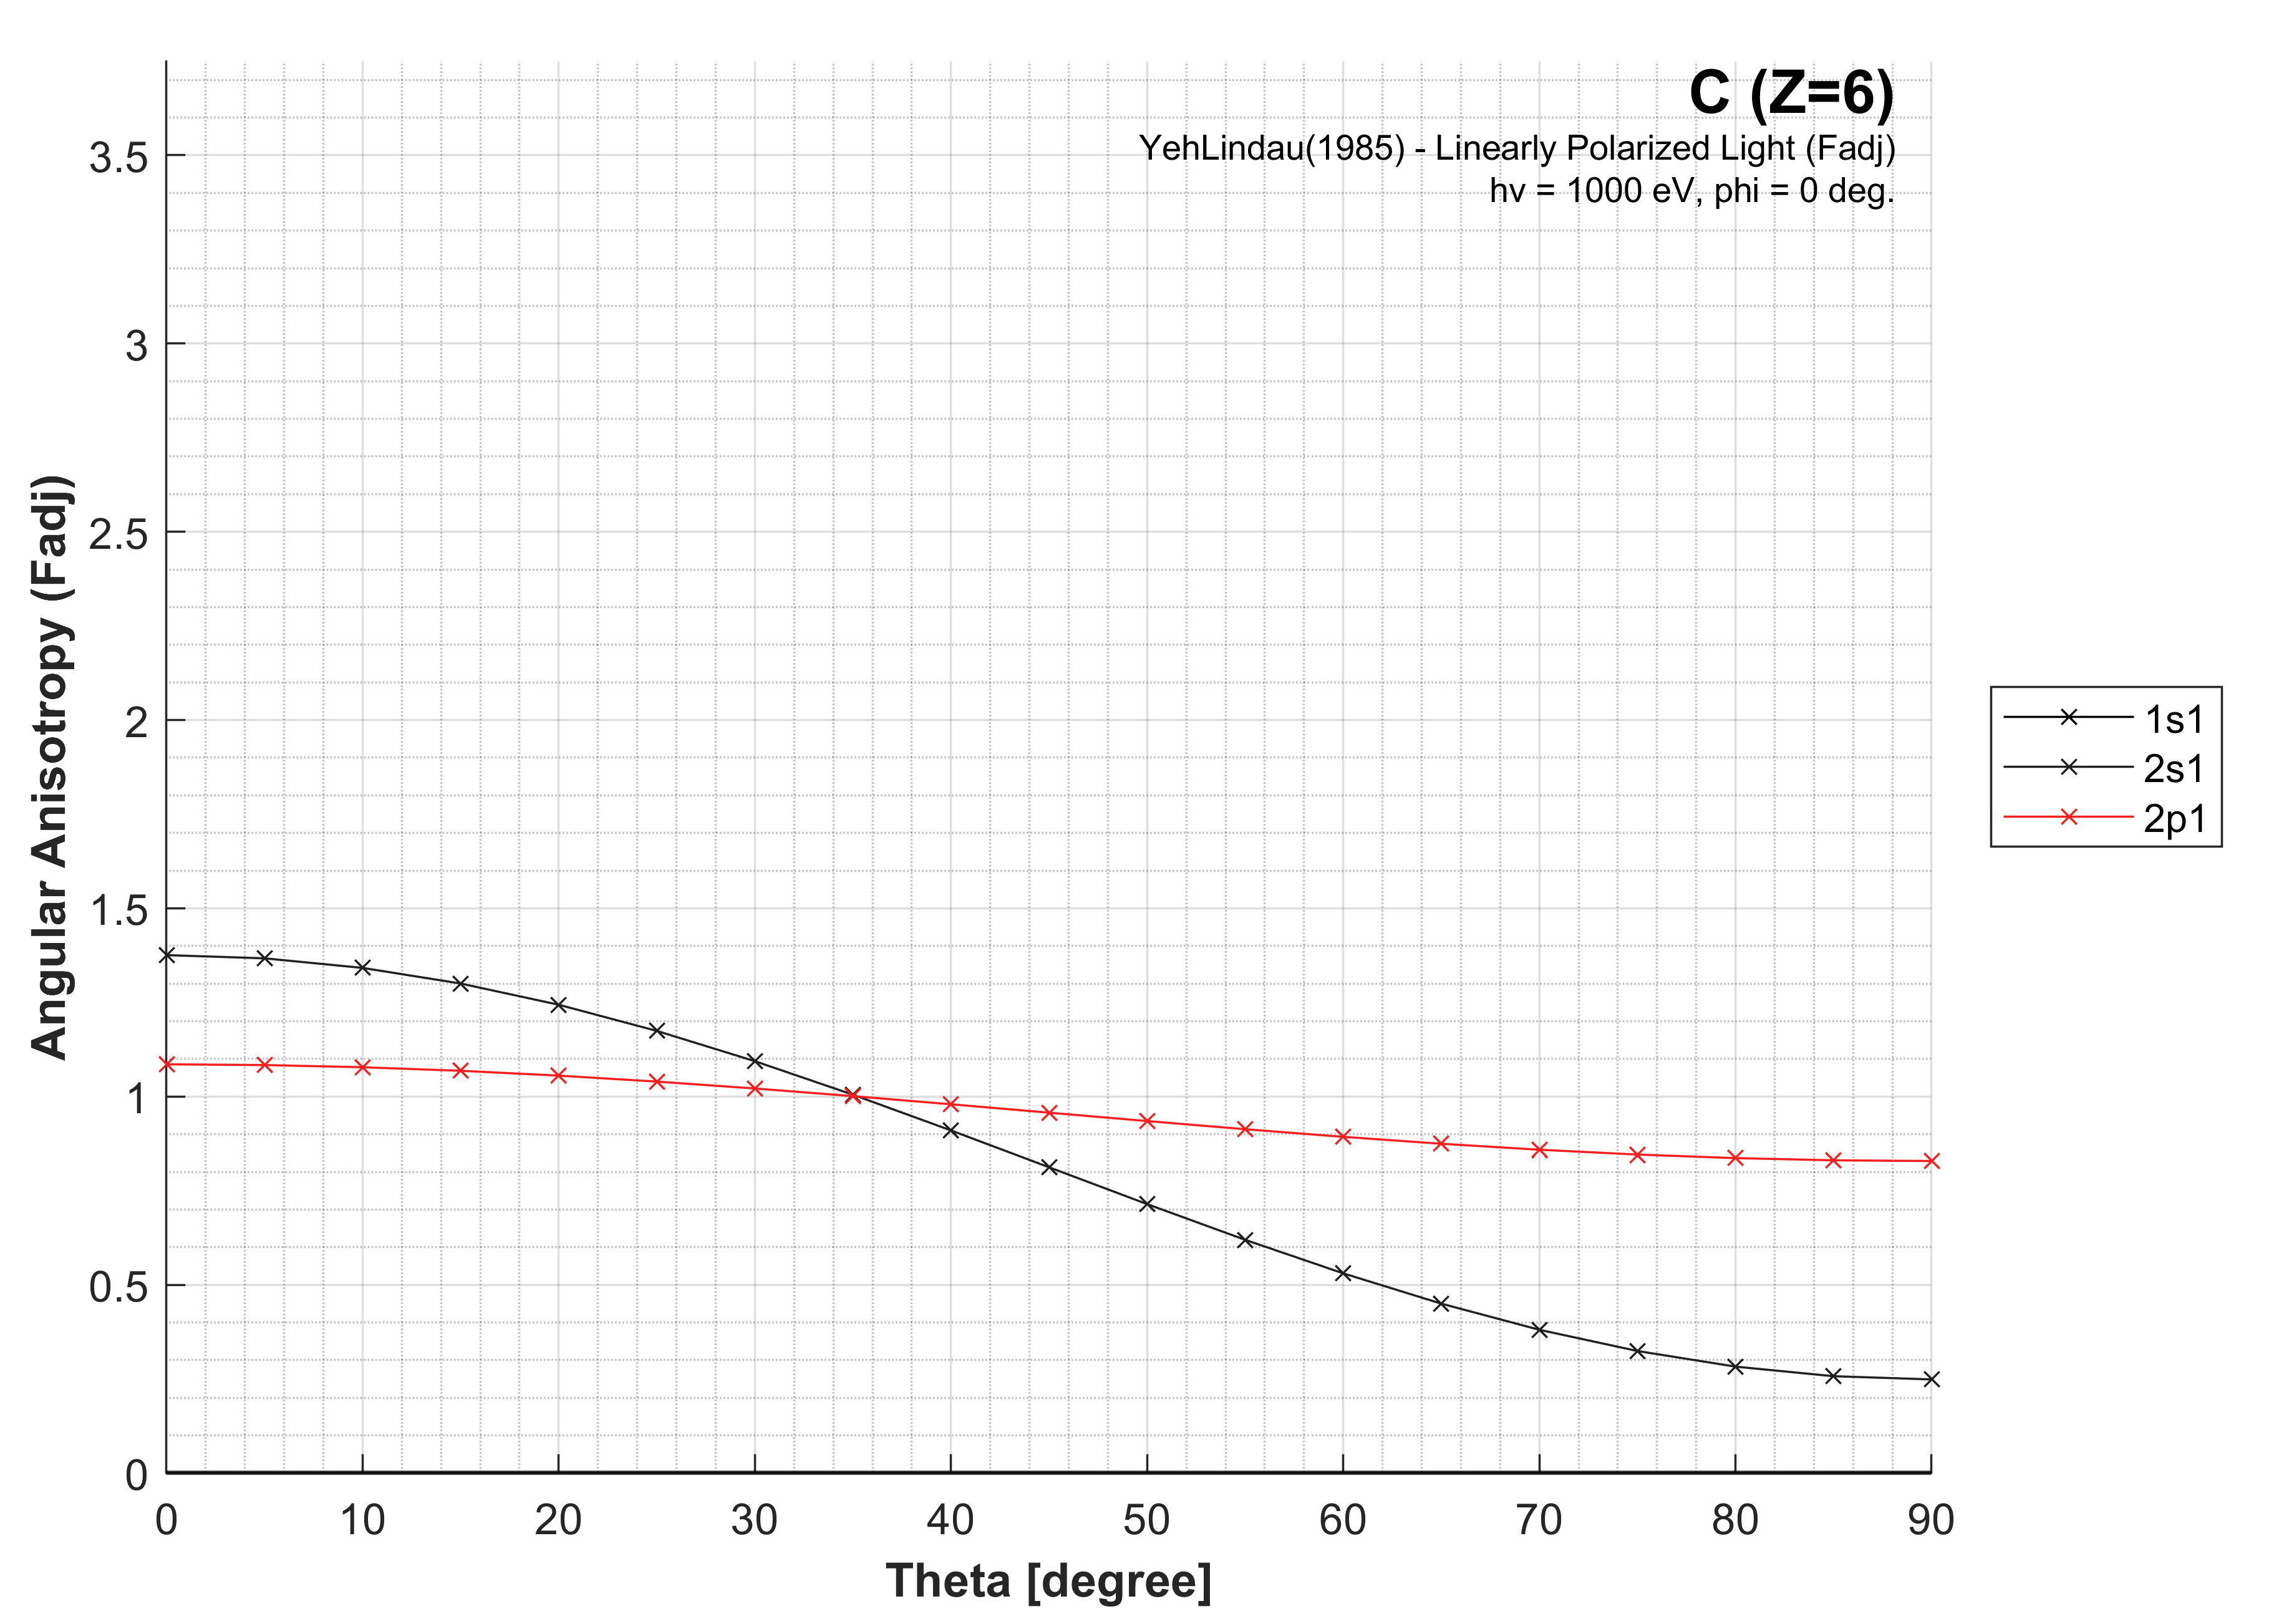 C (Z=6)
YehLindau(1985) - Linearly Polarized Light (Fadj)
hv = 1000 eV, phi = 0 deg.
Angular Anisotropy (Fadj)
3.5
3
2.5
2
1.5
1
0.5
0
0 10 20 30 40 50 60 70 80 90
Theta [degree]
1s1
2s1
2p1